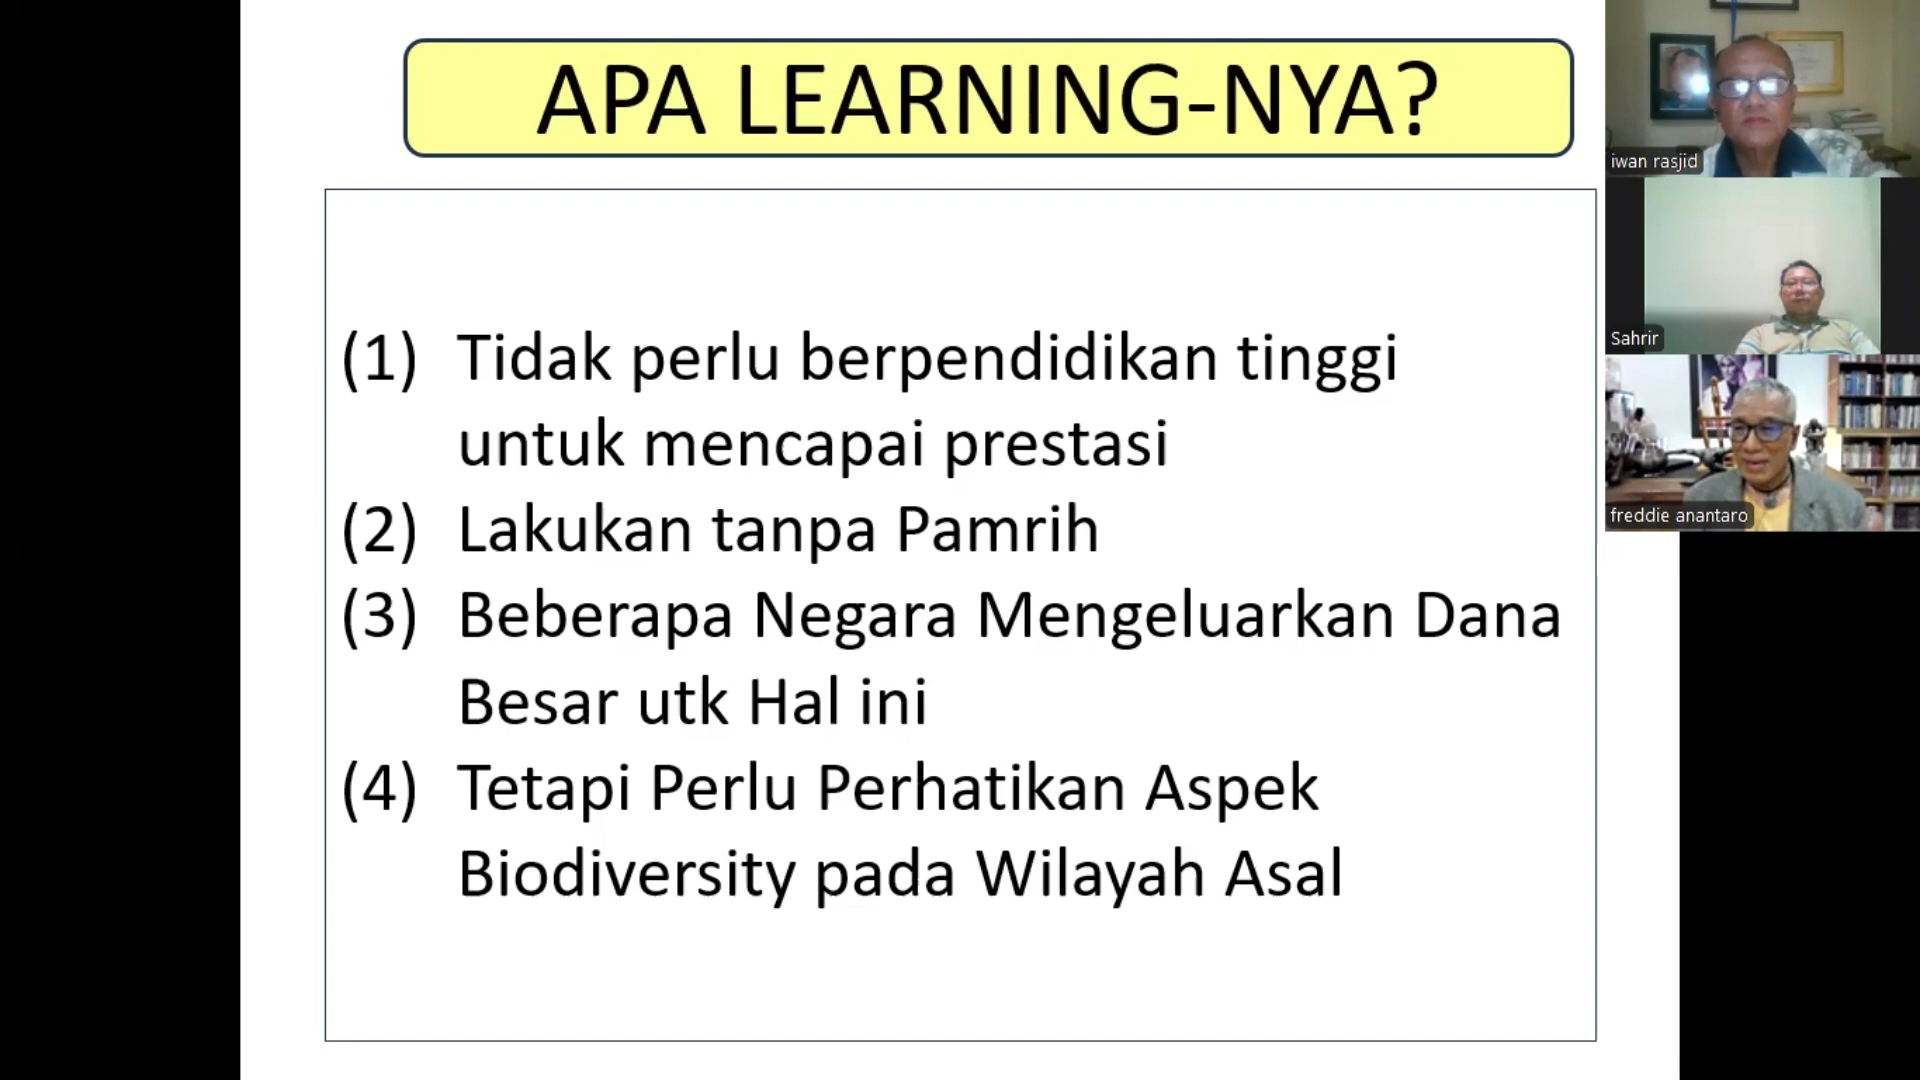 APA LEARNING-NYA?
(1) Tidak perlu berpendidikan tinggi
untuk mencapai prestasi
(2) Lakukan tanpa Pamrih
(3) Beberapa Negara Mengeluarkan Dana
Besar utk Hal ini
(4) Tetapi Perlu Perhatikan Aspek
Biodiversity pada Wilayah Asal
iwan rasjid
Sahrir
freddie anantaro